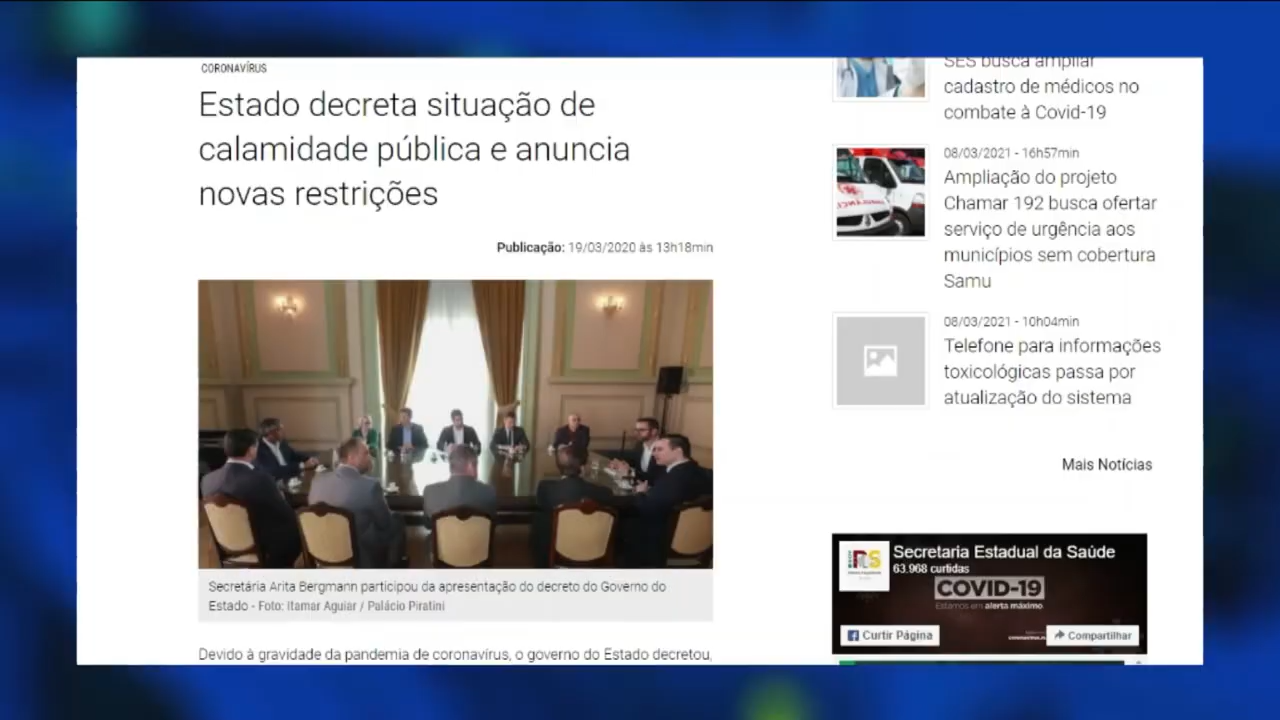 CORONAVÍRUS
Estado decreta situação de
calamidade pública e anuncia
novas restrições
Publicação: 19/03/2020 às 13h18min
Secretária Arita Bergmann participou da apresentação do decreto do Governo do
Estado - Foto: Itamar Aguiar / Palácio Piratini
Devido à gravidade da pandemia de coronavírus, o governo do Estado decretou,
SES busca ampliar
cadastro de médicos no
combate à Covid-19
08/03/2021 - 16h57min
Ampliação do projeto
Chamar 192 busca ofertar
serviço de urgência aos
municípios sem cobertura
Samu
08/03/2021 - 10h04min
Telefone para informações
toxicológicas passa por
atualização do sistema
Mais Notícias
RS
Secretaria Estadual da Saúde
63.968 curtidas
COVID-19
Estamos em alerta máximo
Curtir Página
Compartilhar